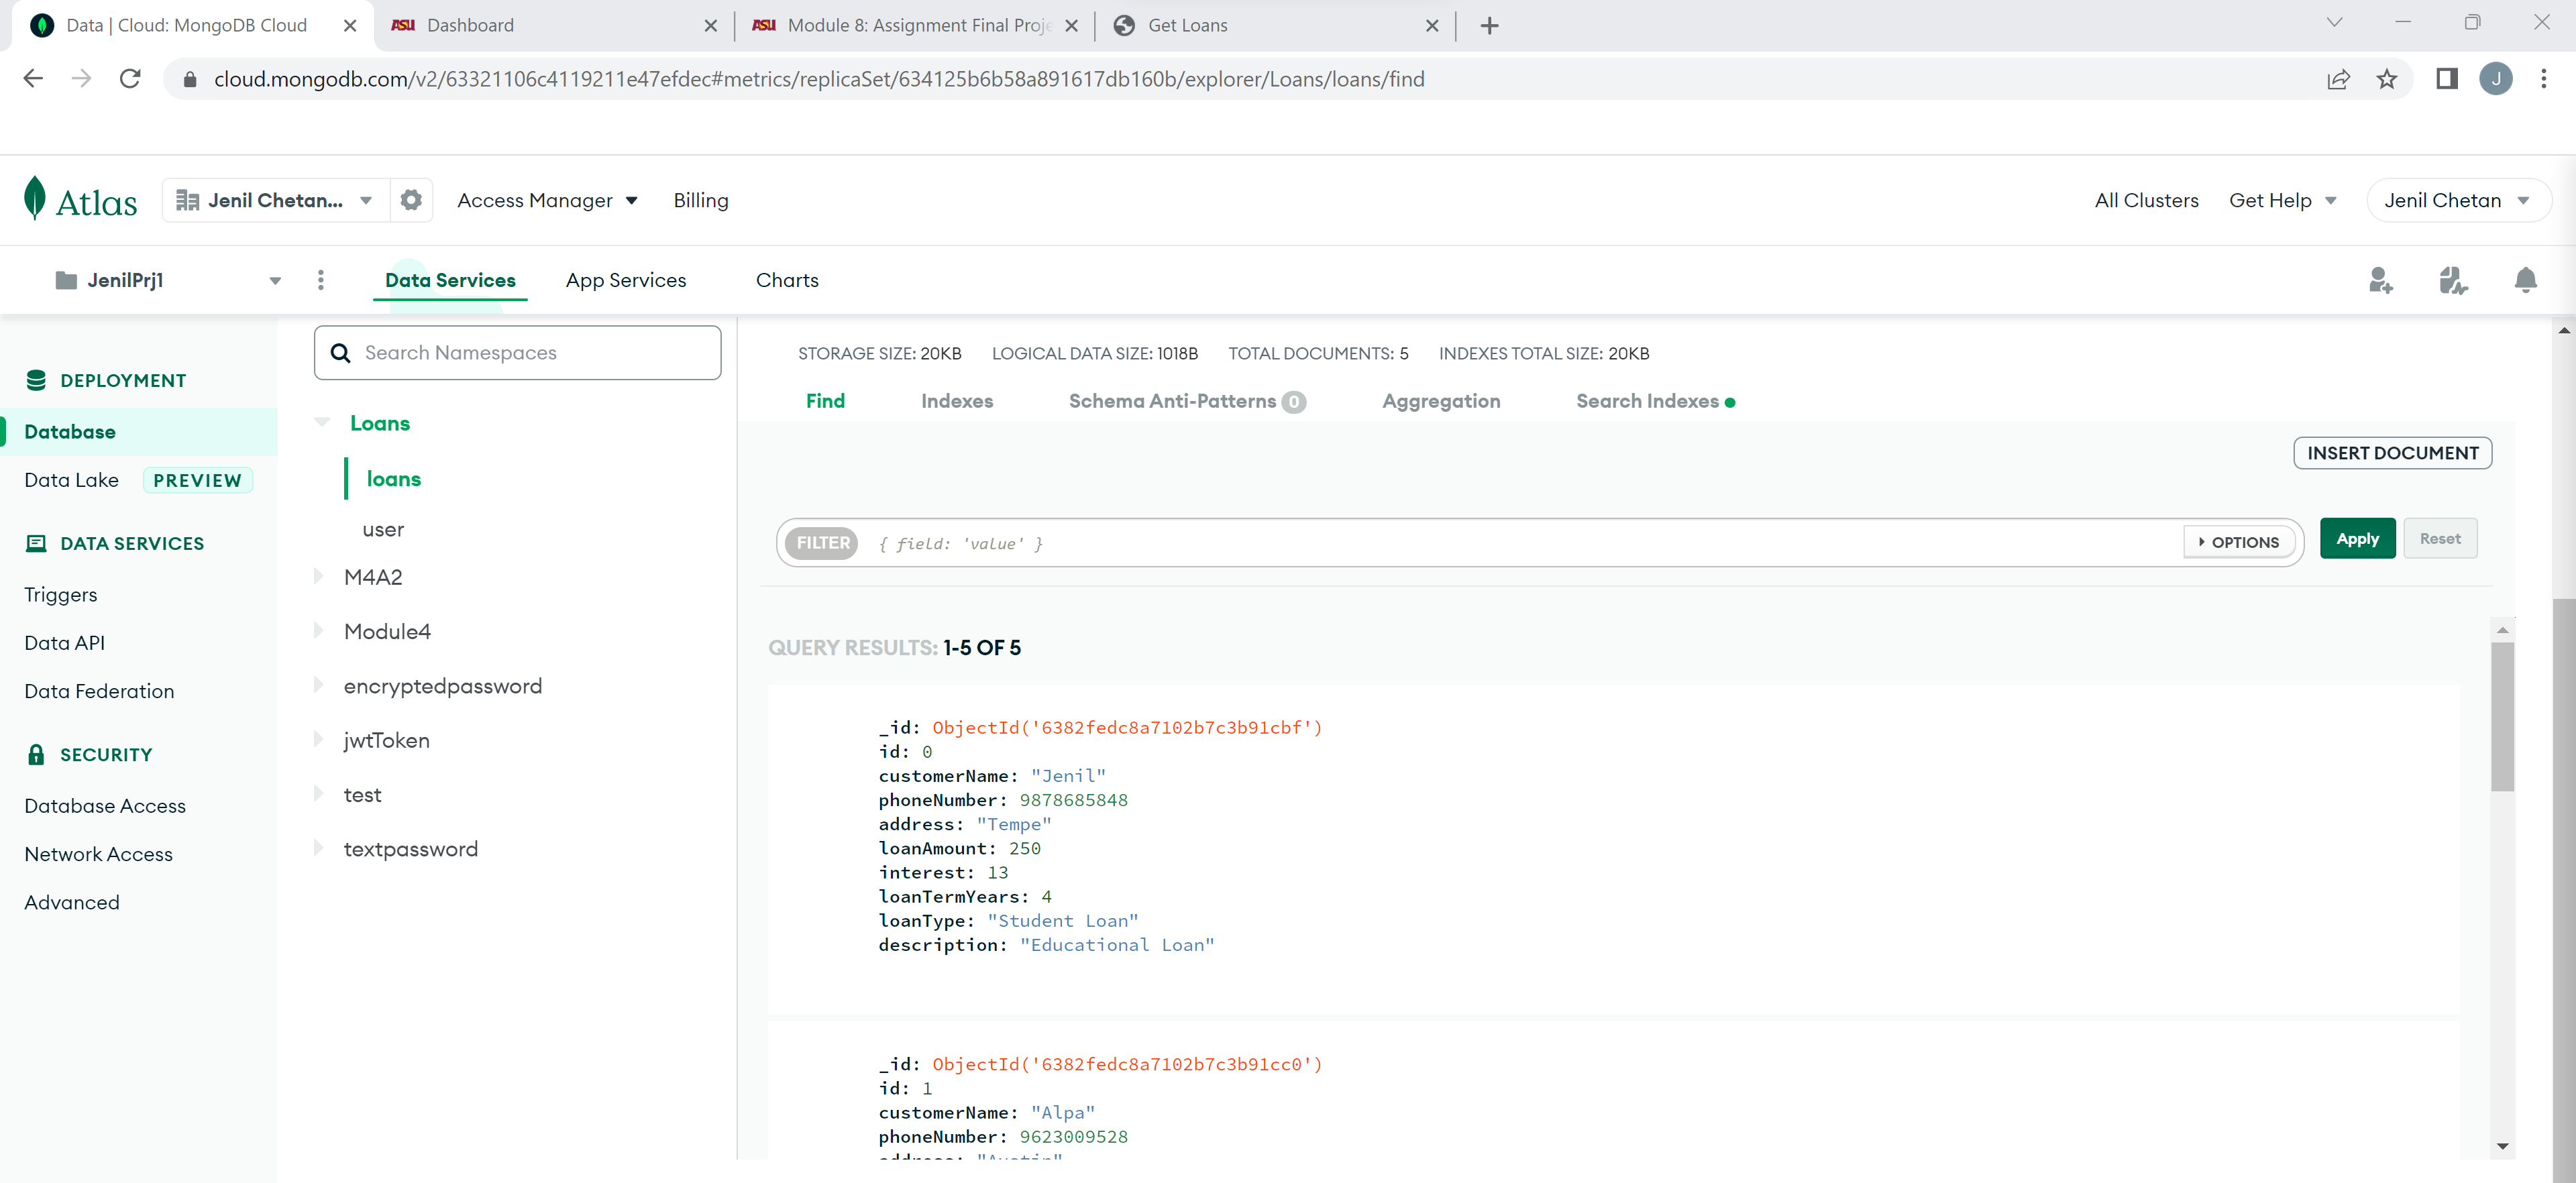 Data | Cloud: MongoDB Cloud
ASU Dashboard
ASU Module 8: Assignment Final Proj
Get Loans
cloud.mongodb.com/v2/63321106c4119211e47efdec#metrics/replicaSet/634125b6b58a891617db160b/explorer/Loans/loans/find
J
Atlas
Jenil Chetan...
Access Manager
Billing
All Clusters
Get Help
Jenil Chetan
JenilPrj1
Data Services
App Services
Charts
DEPLOYMENT
Database
Data Lake PREVIEW
DATA SERVICES
Triggers
Data API
Data Federation
SECURITY
Database Access
Network Access
Advanced
Search Namespaces
Loans
loans
user
M4A2
Module4
encryptedpassword
jwtToken
test
textpassword
STORAGE SIZE: 20KB LOGICAL DATA SIZE: 1018B TOTAL DOCUMENTS: 5 INDEXES TOTAL SIZE: 20KB
Find Indexes Schema Anti-Patterns 0 Aggregation Search Indexes
INSERT DOCUMENT
FILTER { field: 'value' } OPTIONS Apply Reset
QUERY RESULTS: 1-5 OF 5
_id: ObjectId('6382fedc8a7102b7c3b91cbf')
id: 0
customerName: "Jenil"
phoneNumber: 9878685848
address: "Tempe"
loanAmount: 250
interest: 13
loanTermYears: 4
loanType: "Student Loan"
description: "Educational Loan"
_id: ObjectId('6382fedc8a7102b7c3b91cc0')
id: 1
customerName: "Alpa"
phoneNumber: 9623009528
address: "Austin"